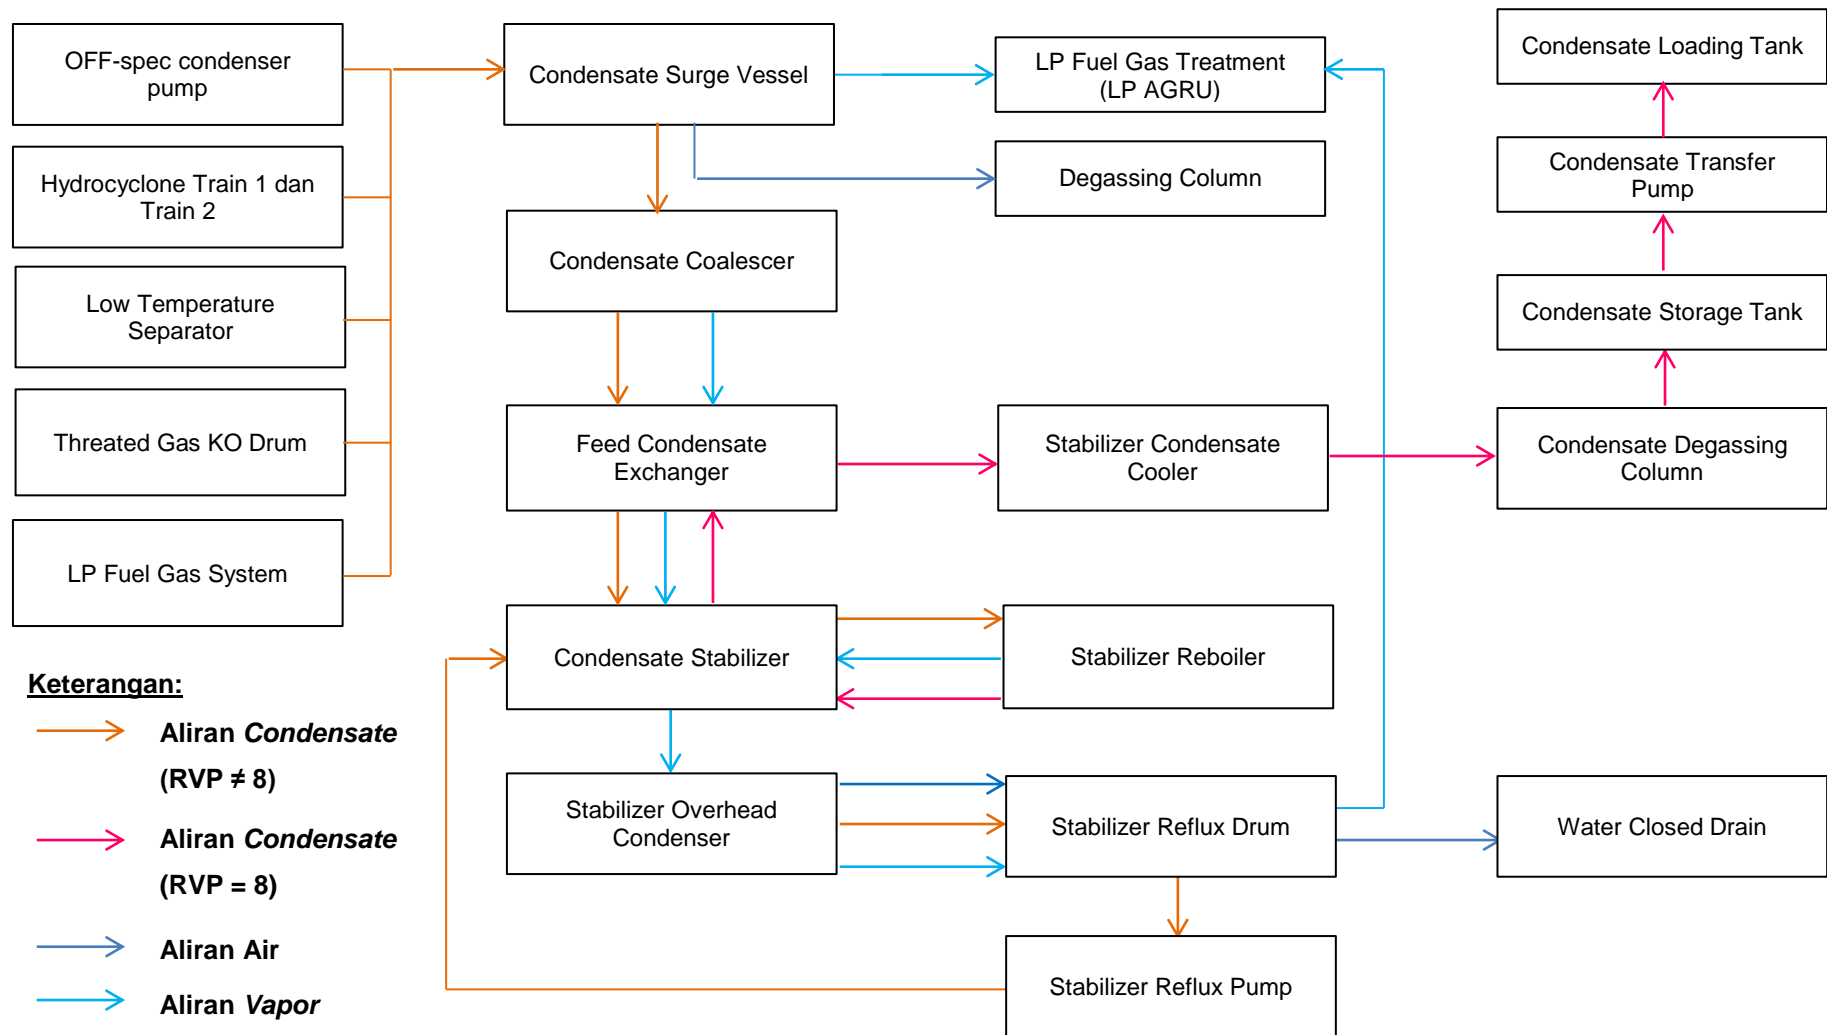 OFF-spec condenser
pump
Hydrocyclone Train 1 dan
Train 2
Low Temperature
Separator
Threated Gas KO Drum
LP Fuel Gas System
Condensate Surge Vessel
LP Fuel Gas Treatment
(LP AGRU)
Degassing Column
Condensate Coalescer
Feed Condensate
Exchanger
Stabilizer Condensate
Cooler
Condensate Loading Tank
Condensate Transfer
Pump
Condensate Storage Tank
Condensate Degassing
Column
Condensate Stabilizer
Stabilizer Reboiler
Stabilizer Overhead
Condenser
Stabilizer Reflux Drum
Water Closed Drain
Stabilizer Reflux Pump
Keterangan:
Aliran Condensate
(RVP ≠ 8)
Aliran Condensate
(RVP = 8)
Aliran Air
Aliran Vapor